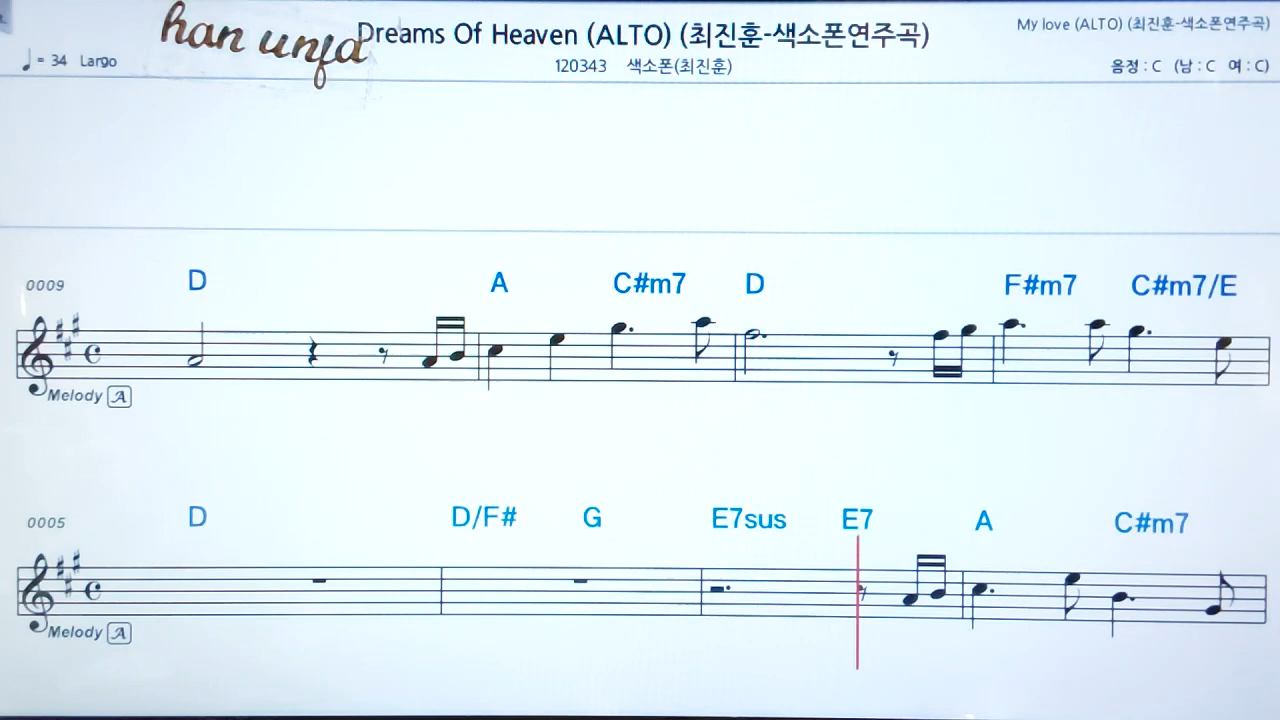 han unfa
Dreams Of Heaven (ALTO) (최진훈-색소폰연주곡)
My love (ALTO) (최진훈-색소폰연주곡)
♩ = 34 Largo
120343 색소폰(최진훈)
음정 : C (남 : C 여 : C)
0009 D A C#m7 D F#m7 C#m7/E
Melody A
0005 D D/F# G E7sus E7 A C#m7
Melody A